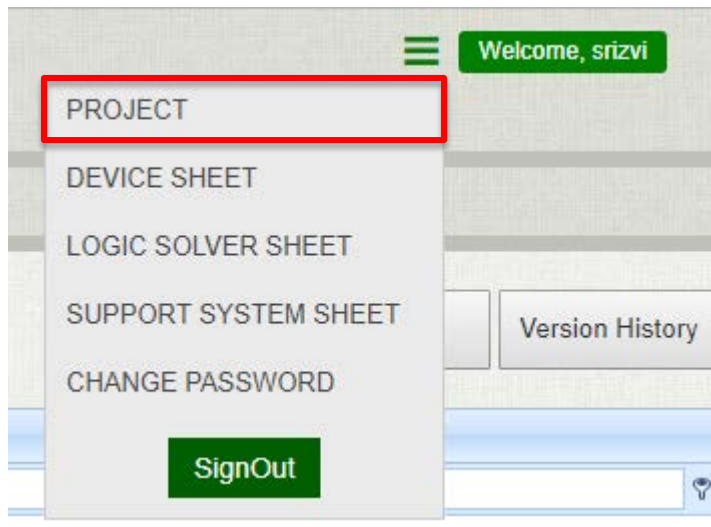 Welcome, srizvi
PROJECT
DEVICE SHEET
LOGIC SOLVER SHEET
SUPPORT SYSTEM SHEET
Version History
CHANGE PASSWORD
SignOut